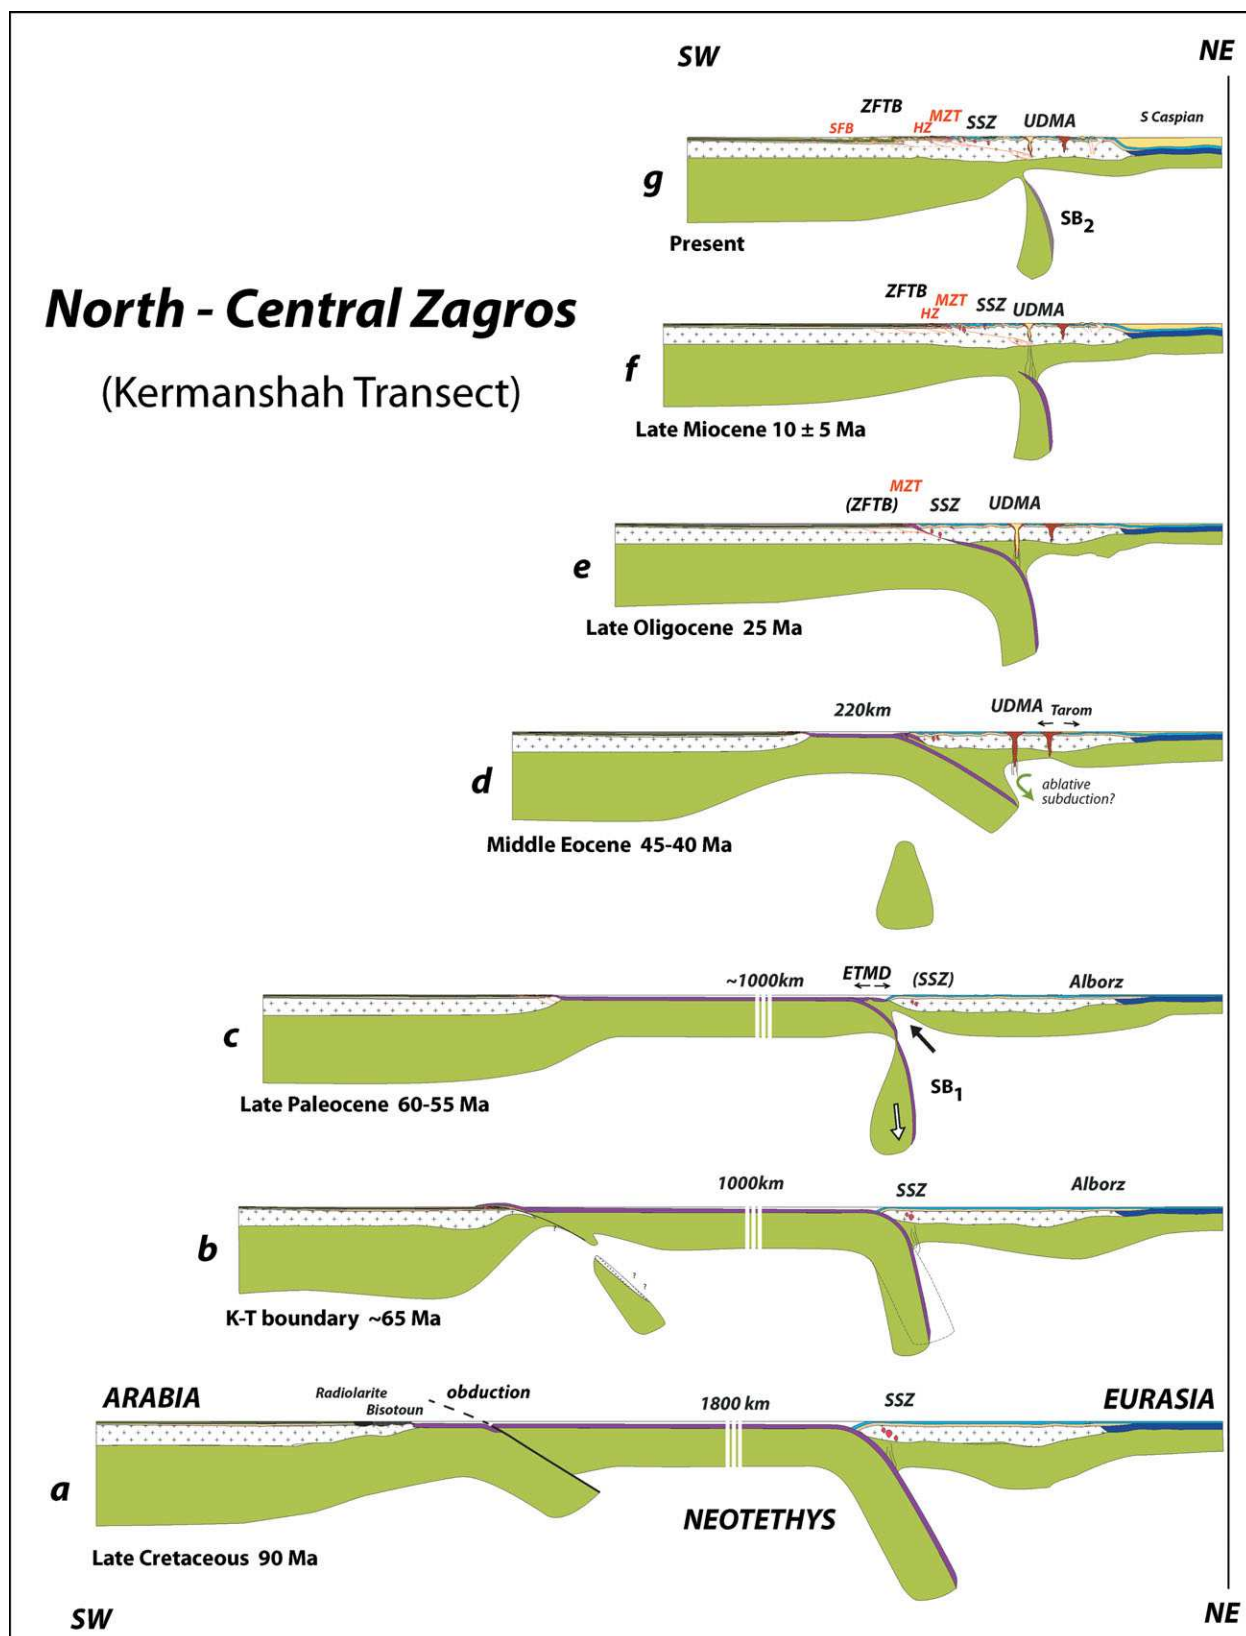 SW
NE
ZFTB
SFB
HZ
MZT
SSZ
UDMA
S Caspian
g
SB2
Present
North - Central Zagros
(Kermanshah Transect)
ZFTB
HZ
MZT
SSZ
UDMA
f
Late Miocene 10 ± 5 Ma
MZT
(ZFTB)
SSZ
UDMA
e
Late Oligocene 25 Ma
220km
UDMA
Tarom
d
ablative
subduction?
Middle Eocene 45-40 Ma
~1000km
ETMD
(SSZ)
Alborz
c
SB1
Late Paleocene 60-55 Ma
1000km
SSZ
Alborz
b
?
?
?
K-T boundary ~65 Ma
ARABIA
Radiolarite
Bisotoun
obduction
1800 km
SSZ
EURASIA
a
NEOTETHYS
Late Cretaceous 90 Ma
SW
NE